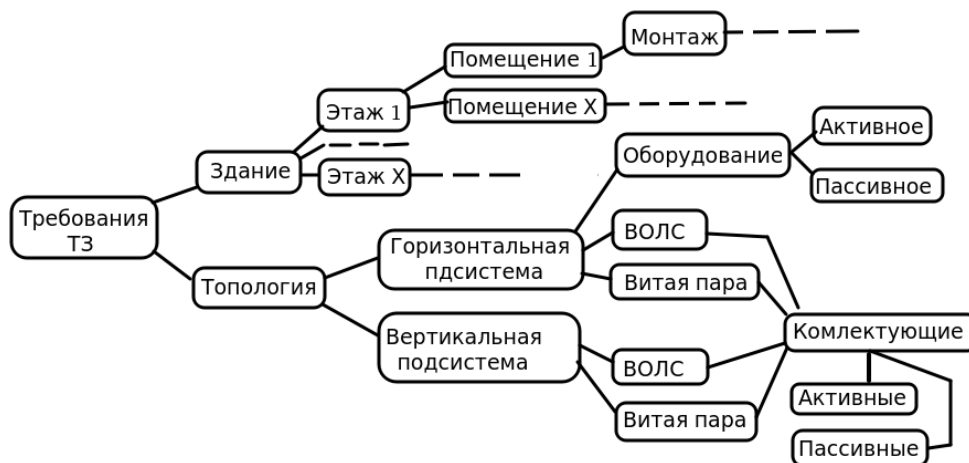 Монтаж
Помещение 1
Помещение X
Этаж 1
Активное
Оборудование
Здание
Этаж X
Пассивное
Требования
ТЗ
ВОЛС
Горизонтальная
пдсистема
Топология
Витая пара
Комлектующие
Вертикальная
подсистема
ВОЛС
Активные
Витая пара
Пассивные